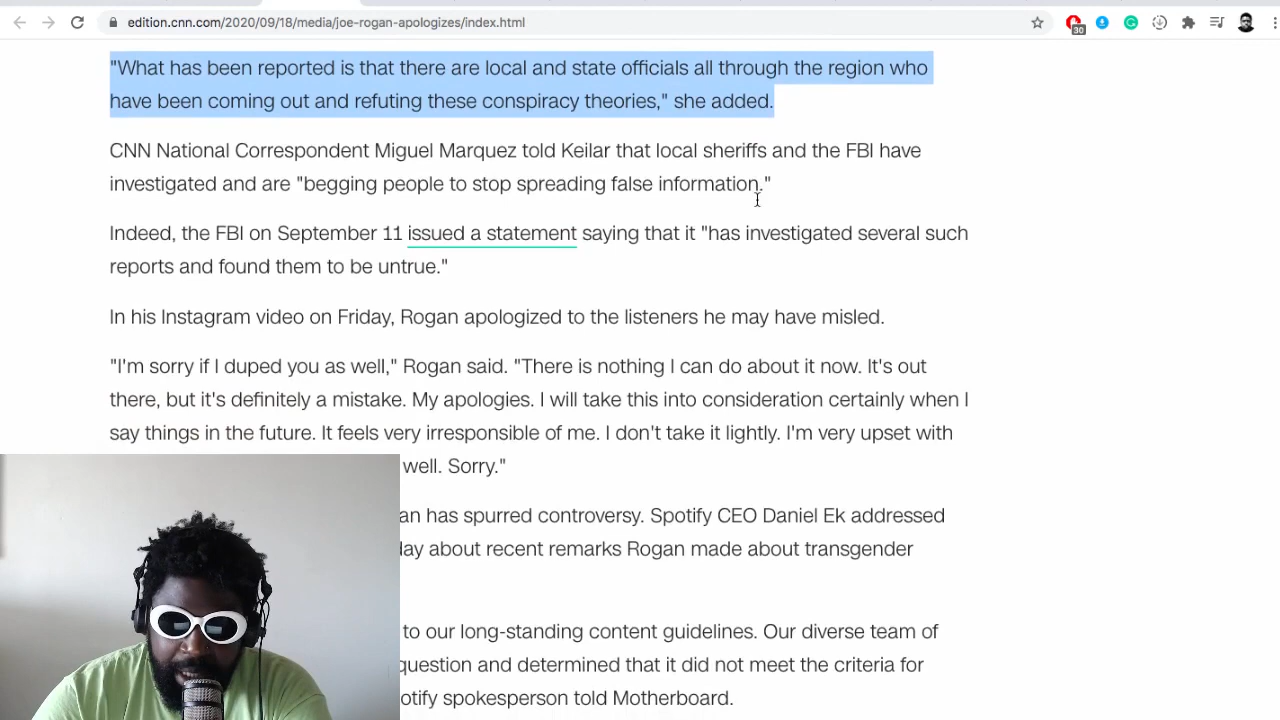 edition.cnn.com/2020/09/18/media/joe-rogan-apologizes/index.html
30
"What has been reported is that there are local and state officials all through the region who
have been coming out and refuting these conspiracy theories," she added.
CNN National Correspondent Miguel Marquez told Keilar that local sheriffs and the FBI have
investigated and are "begging people to stop spreading false information."
Indeed, the FBI on September 11 issued a statement saying that it "has investigated several such
reports and found them to be untrue."
In his Instagram video on Friday, Rogan apologized to the listeners he may have misled.
"I'm sorry if I duped you as well," Rogan said. "There is nothing I can do about it now. It's out
there, but it's definitely a mistake. My apologies. I will take this into consideration certainly when I
say things in the future. It feels very irresponsible of me. I don't take it lightly. I'm very upset with
well. Sorry."
an has spurred controversy. Spotify CEO Daniel Ek addressed
day about recent remarks Rogan made about transgender
to our long-standing content guidelines. Our diverse team of
question and determined that it did not meet the criteria for
otify spokesperson told Motherboard.